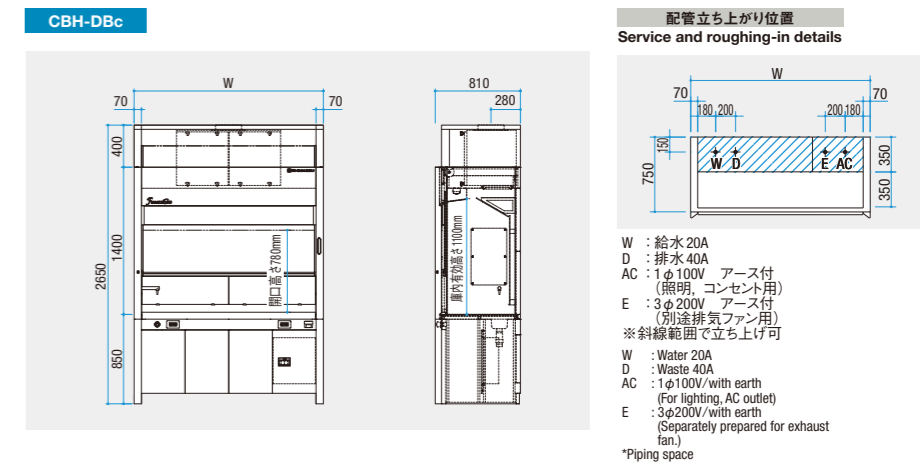 CBH-DBc
W
70
70
400
1400
2650
850
開口高さ780mm
810
280
庫内有効高さ1100mm
配管立ち上がり位置
Service and roughing-in details
W
70
70
180 200
200 180
150
750
350
350
W D
E AC
W ：給水20A
D ：排水40A
AC ：1φ100V アース付
（照明，コンセント用）
E ：3φ200V アース付
（別途排気ファン用）
※斜線範囲で立ち上げ可
W : Water 20A
D : Waste 40A
AC : 1φ100V/with earth
(For lighting, AC outlet)
E : 3φ200V/with earth
(Separately prepared for exhaust
fan.)
*Piping space